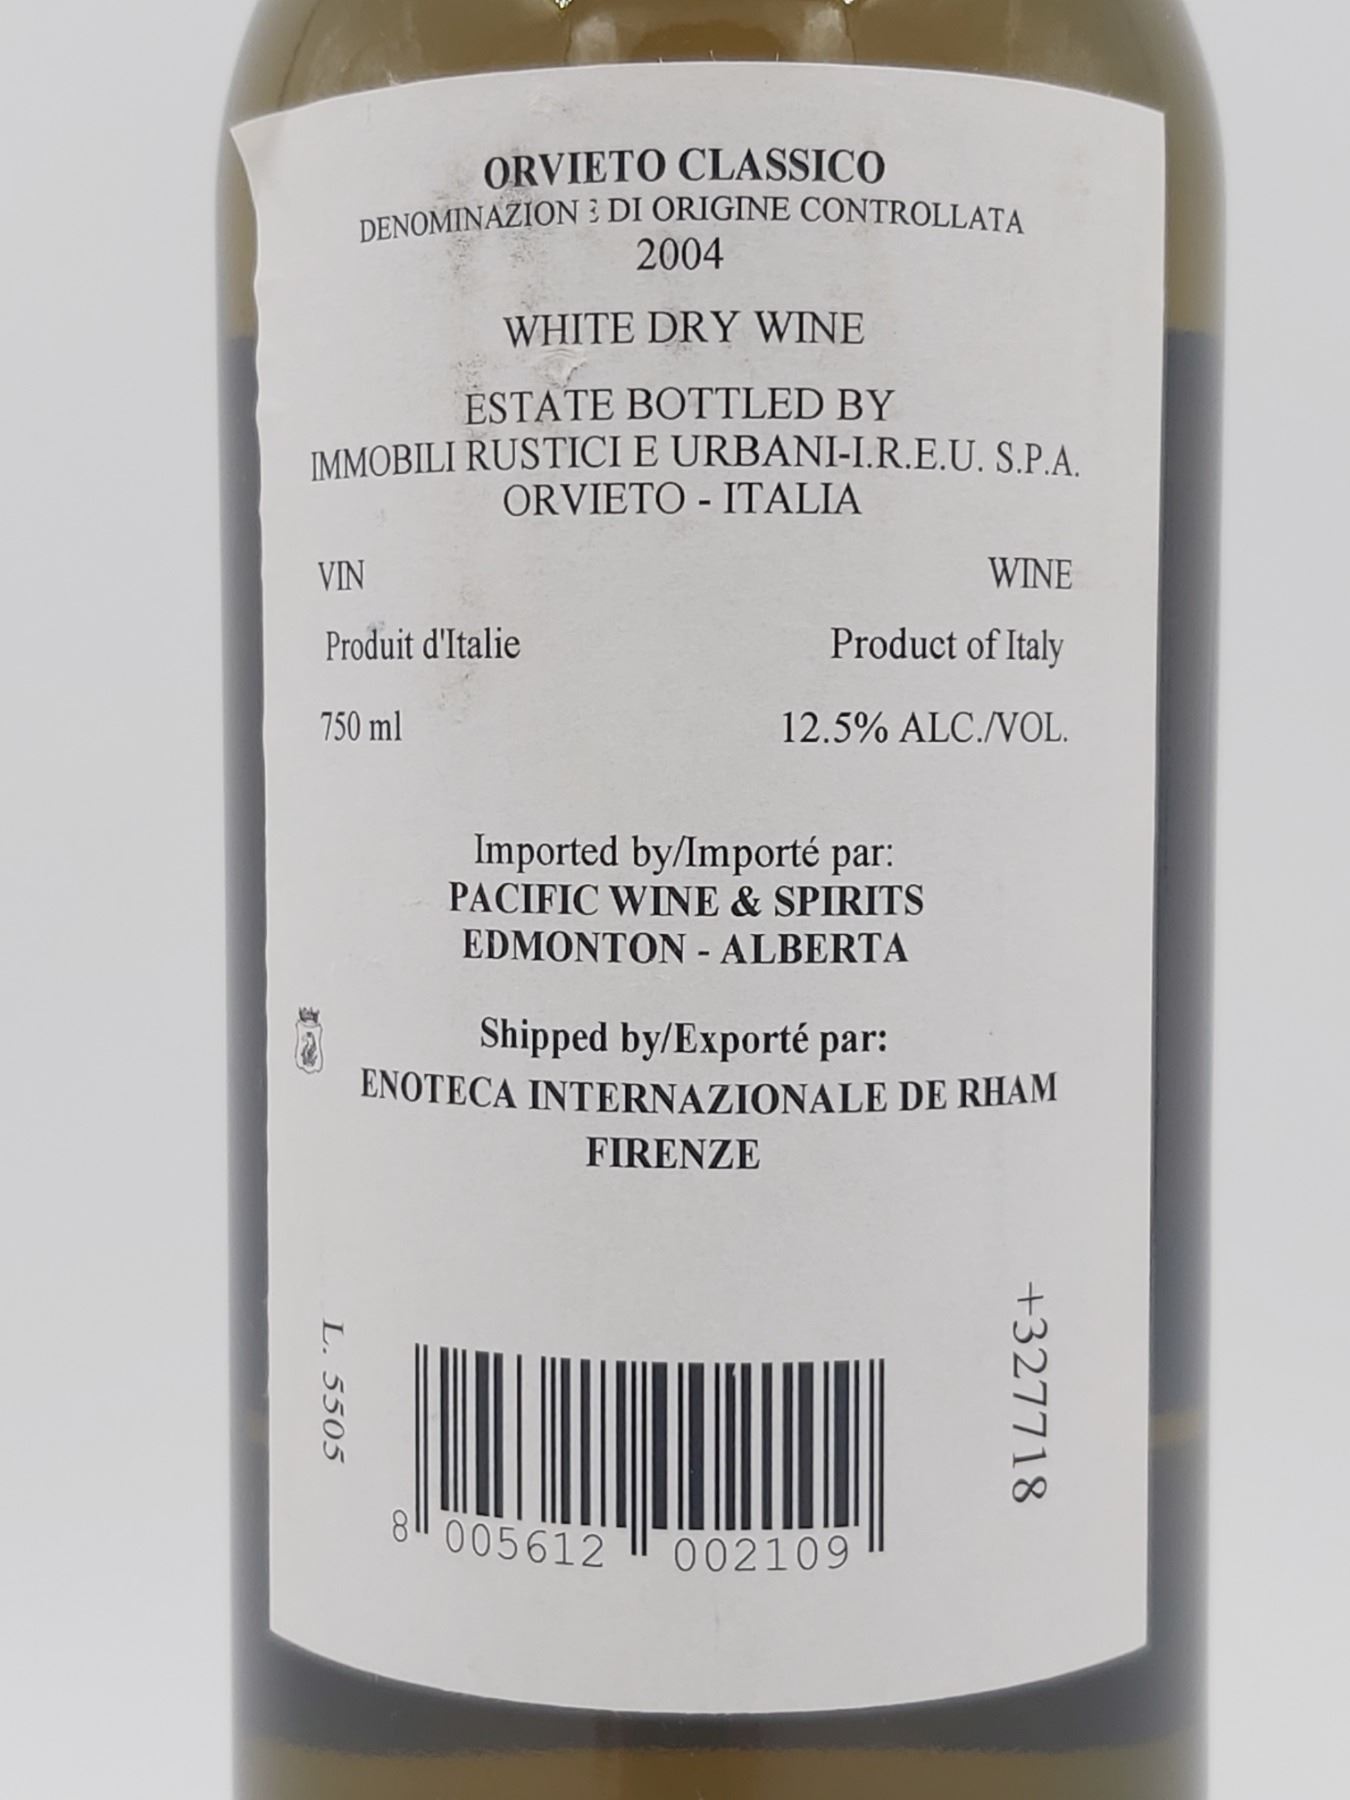 ORVIETO CLASSICO
DENOMINAZIONE DI ORIGINE CONTROLLATA
2004
WHITE DRY WINE
ESTATE BOTTLED BY
IMMOBILI RUSTICI E URBANI-I.R.E.U. S.P.A.
ORVIETO - ITALIA
VIN WINE
Produit d'Italie Product of Italy
750 ml 12.5% ALC./VOL.
Imported by/Importé par:
PACIFIC WINE & SPIRITS
EDMONTON - ALBERTA
Shipped by/Exporté par:
ENOTECA INTERNAZIONALE DE RHAM
FIRENZE
L. 5505
+327718
8 005612 002109